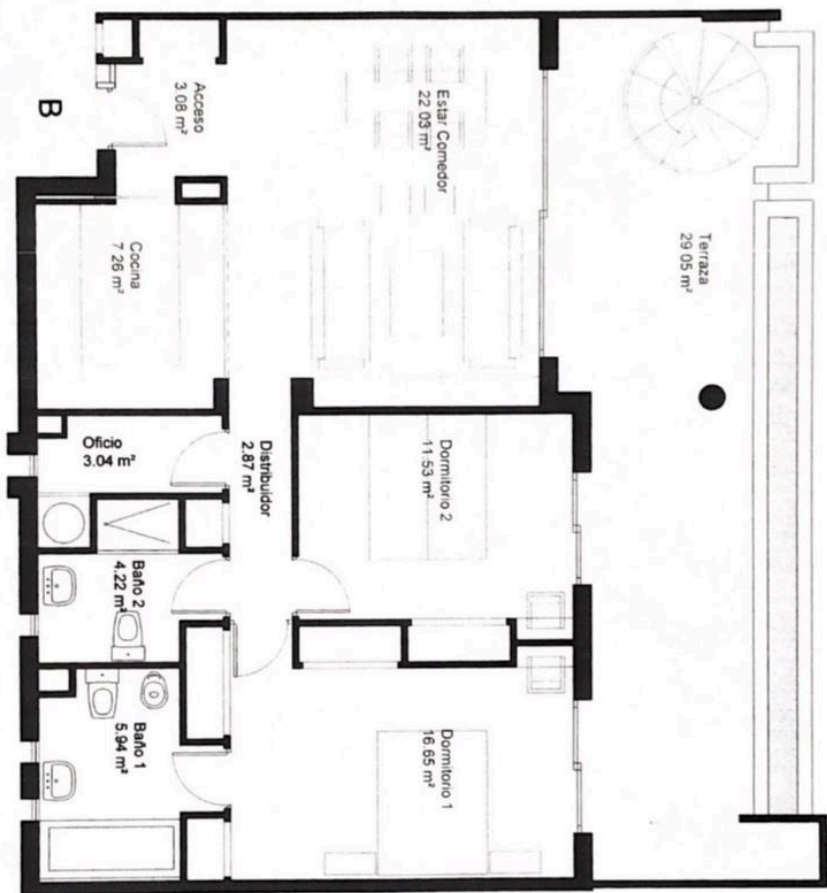 B
Acceso
3.08 m²
Estar Comedor
22.03 m²
Terraza
29.05 m²
Cocina
7.26 m²
Oficio
3.04 m²
Distribuidor
2.87 m²
Dormitorio 2
11.53 m²
Baño 2
4.22 m²
Baño 1
5.94 m²
Dormitorio 1
16.65 m²